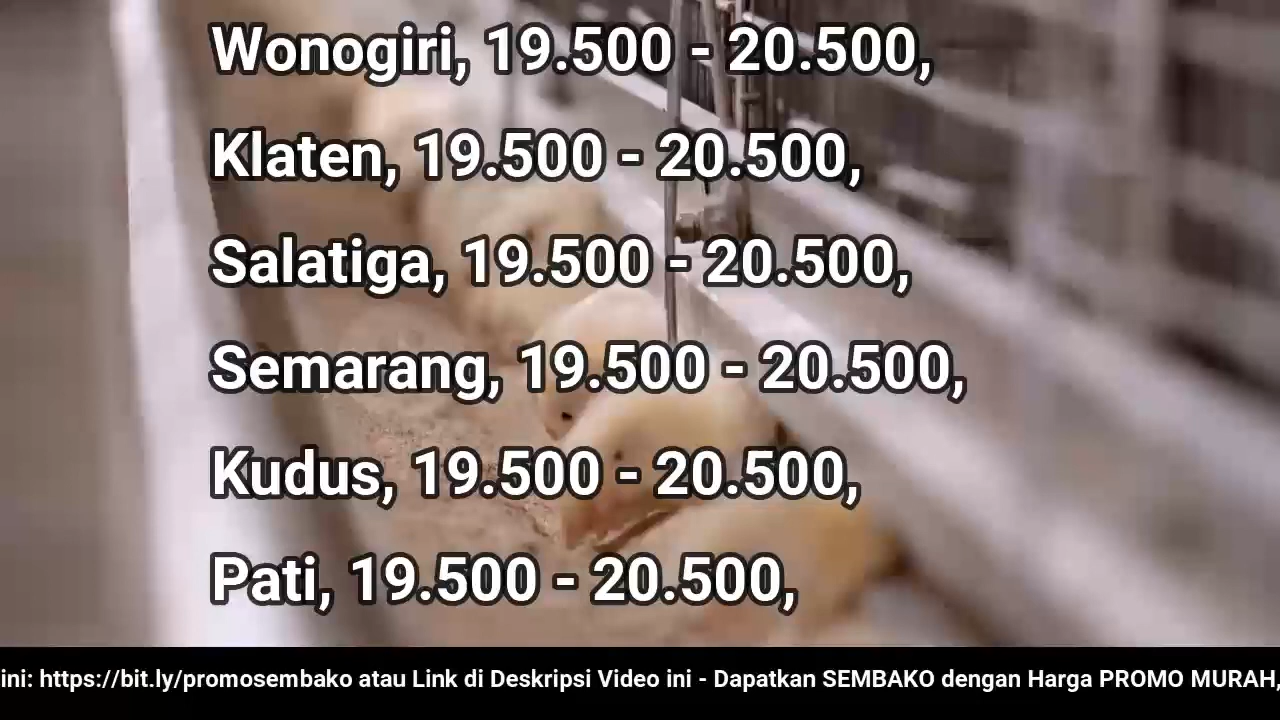 Wonogiri, 19.500 - 20.500,
Klaten, 19.500 - 20.500,
Salatiga, 19.500 - 20.500,
Semarang, 19.500 - 20.500,
Kudus, 19.500 - 20.500,
Pati, 19.500 - 20.500,
ini: https://bit.ly/promosembako atau Link di Deskripsi Video ini - Dapatkan SEMBAKO dengan Harga PROMO MURAH,